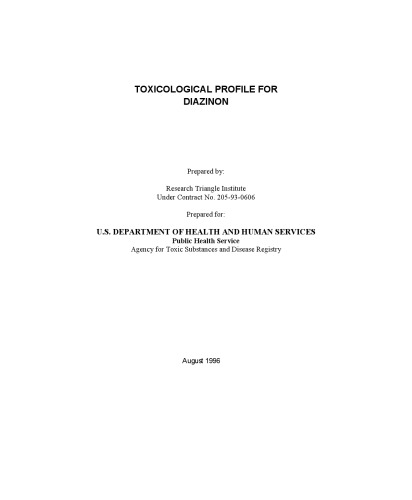 TOXICOLOGICAL PROFILE FOR
DIAZINON
Prepared by:
Research Triangle Institute
Under Contract No. 205-93-0606
Prepared for:
U.S. DEPARTMENT OF HEALTH AND HUMAN SERVICES
Public Health Service
Agency for Toxic Substances and Disease Registry
August 1996